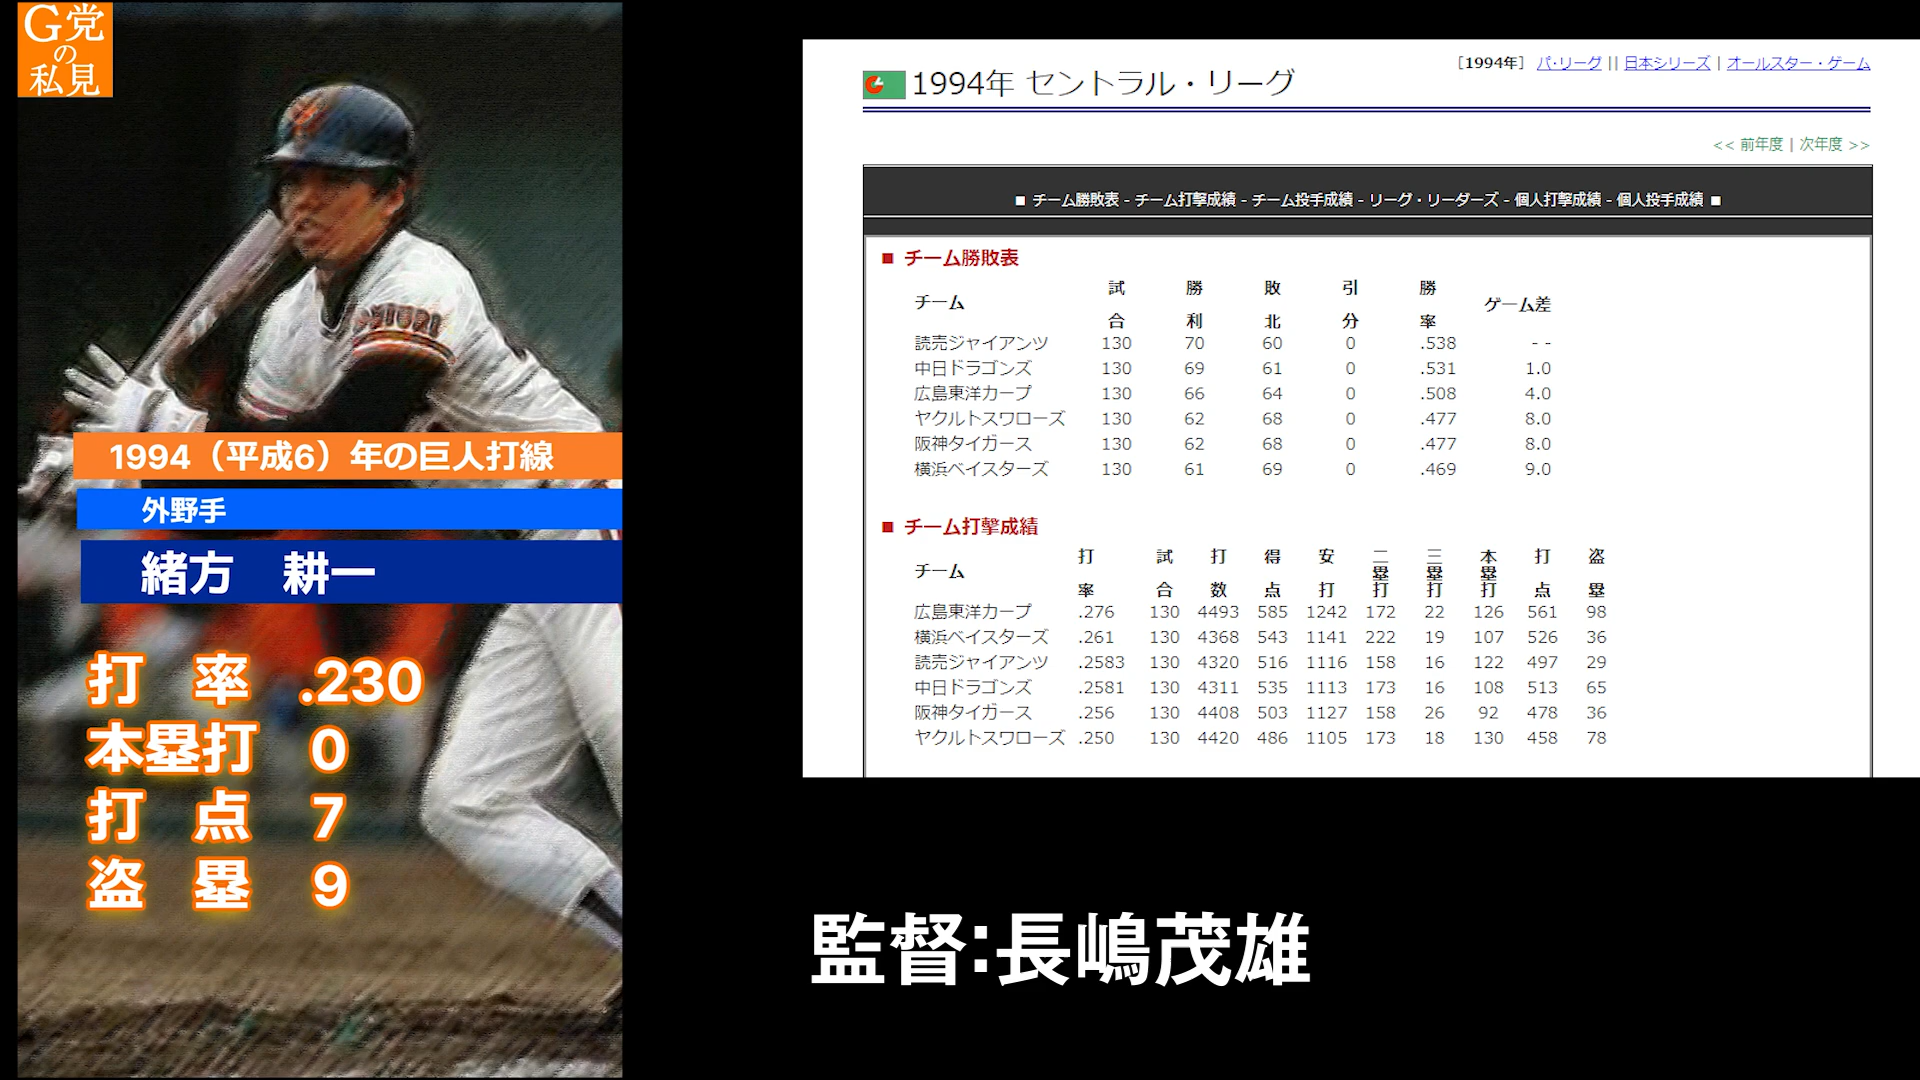 G党
の
私見
1994（平成6）年の巨人打線
外野手
緒方　耕一
打　率　.230
本塁打　0
打　点　7
盗　塁　9
［1994年］ パ・リーグ || 日本シリーズ | オールスター・ゲーム
1994年 セントラル・リーグ
<< 前年度 | 次年度 >>
■ チーム勝敗表 - チーム打撃成績 - チーム投手成績 - リーグ・リーダーズ - 個人打撃成績 - 個人投手成績 ■
■ チーム勝敗表
チーム 試合 勝利 敗北 引分 勝率 ゲーム差
読売ジャイアンツ 130 70 60 0 .538 - -
中日ドラゴンズ 130 69 61 0 .531 1.0
広島東洋カープ 130 66 64 0 .508 4.0
ヤクルトスワローズ 130 62 68 0 .477 8.0
阪神タイガース 130 62 68 0 .477 8.0
横浜ベイスターズ 130 61 69 0 .469 9.0
■ チーム打撃成績
チーム 打率 試合 打数 得点 安打 二塁打 三塁打 本塁打 打点 盗塁
広島東洋カープ .276 130 4493 585 1242 172 22 126 561 98
横浜ベイスターズ .261 130 4368 543 1141 222 19 107 526 36
読売ジャイアンツ .2583 130 4320 516 1116 158 16 122 497 29
中日ドラゴンズ .2581 130 4311 535 1113 173 16 108 513 65
阪神タイガース .256 130 4408 503 1127 158 26 92 478 36
ヤクルトスワローズ .250 130 4420 486 1105 173 18 130 458 78
監督:長嶋茂雄